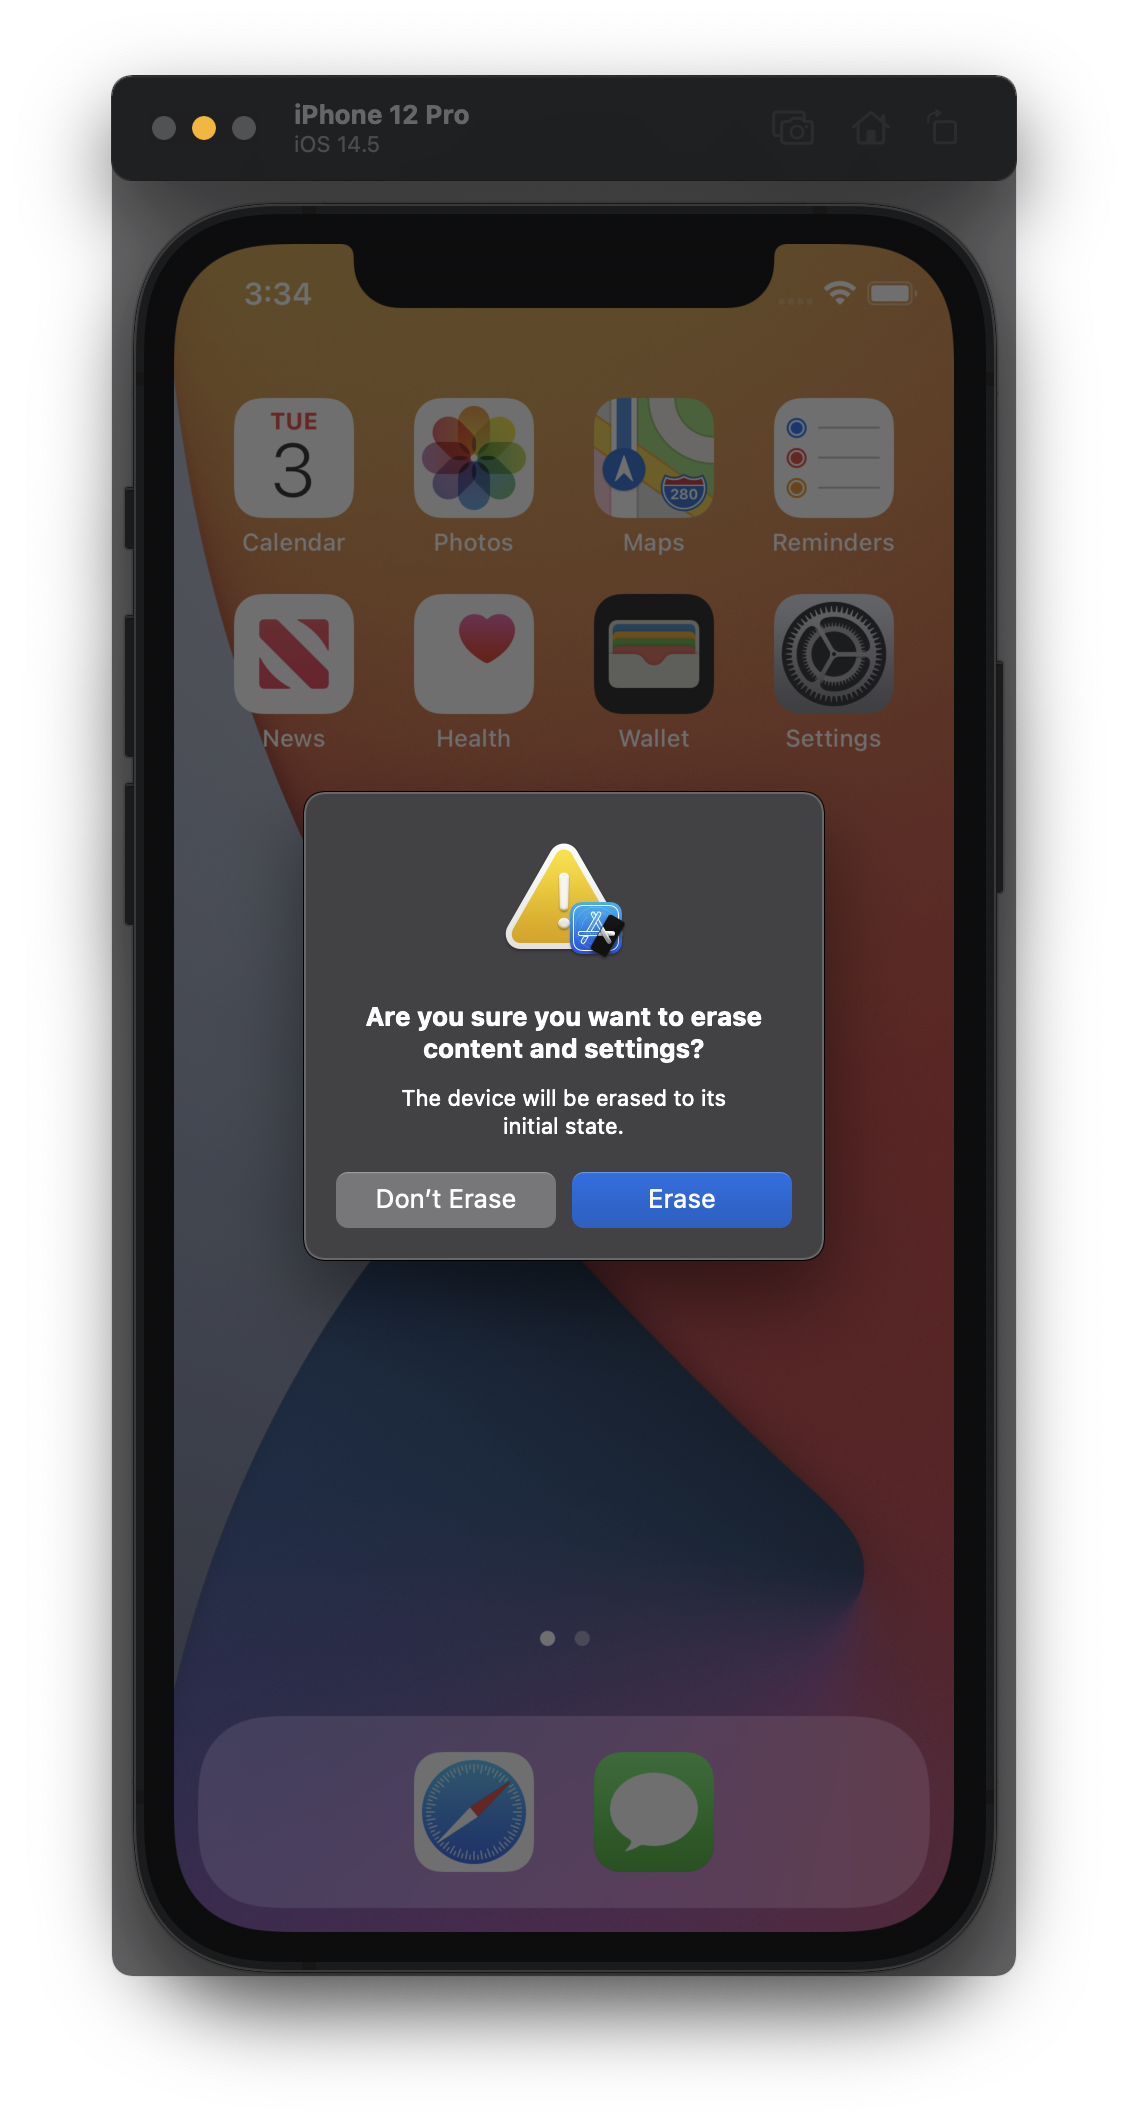 iPhone 12 Pro
iOS 14.5
3:34
TUE
3
280
Calendar
Photos
Maps
Reminders
News
Health
Wallet
Settings
Are you sure you want to erase
content and settings?
The device will be erased to its
initial state.
Don’t Erase
Erase